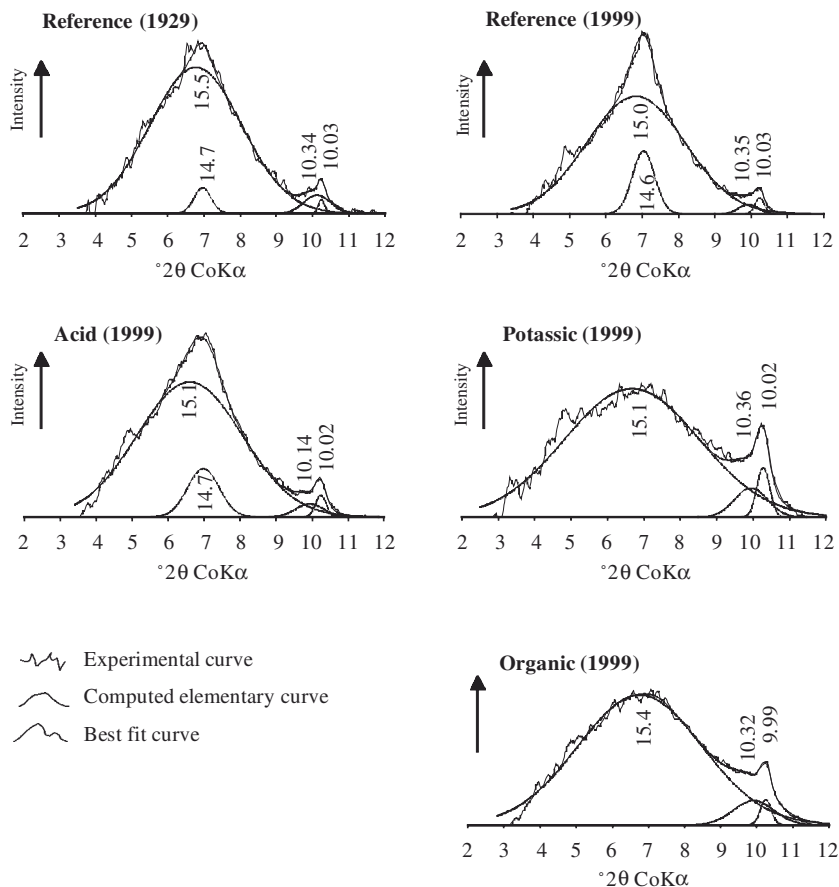 Reference (1929)
Intensity
15.5
14.7
10.34
10.03
2 3 4 5 6 7 8 9 10 11 12
°2θ CoKα
Reference (1999)
Intensity
15.0
14.6
10.35
10.03
2 3 4 5 6 7 8 9 10 11 12
°2θ CoKα
Acid (1999)
Intensity
15.1
14.7
10.14
10.02
2 3 4 5 6 7 8 9 10 11 12
°2θ CoKα
Potassic (1999)
Intensity
15.1
10.36
10.02
2 3 4 5 6 7 8 9 10 11 12
°2θ CoKα
Experimental curve
Computed elementary curve
Best fit curve
Organic (1999)
15.4
10.32
9.99
2 3 4 5 6 7 8 9 10 11 12
°2θ CoKα